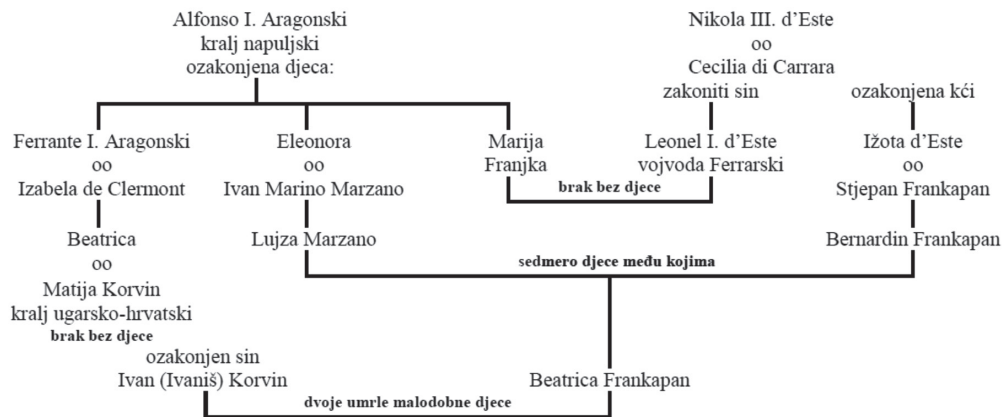 Alfonso I. Aragonski
kralj napuljski
ozakonjena djeca:
Nikola III. d’Este
oo
Cecilia di Carrara
zakoniti sin
ozakonjena kći
Ferrante I. Aragonski
oo
Izabela de Clermont
Eleonora
oo
Ivan Marino Marzano
Marija
Franjka
Leonel I. d’Este
vojvoda Ferrarski
brak bez djece
Ižota d’Este
oo
Stjepan Frankapan
Beatrica
oo
Matija Korvin
kralj ugarsko-hrvatski
brak bez djece
Lujza Marzano
Bernardin Frankapan
sedmero djece među kojima
ozakonjen sin
Ivan (Ivaniš) Korvin
Beatrica Frankapan
dvoje umrle malodobne djece